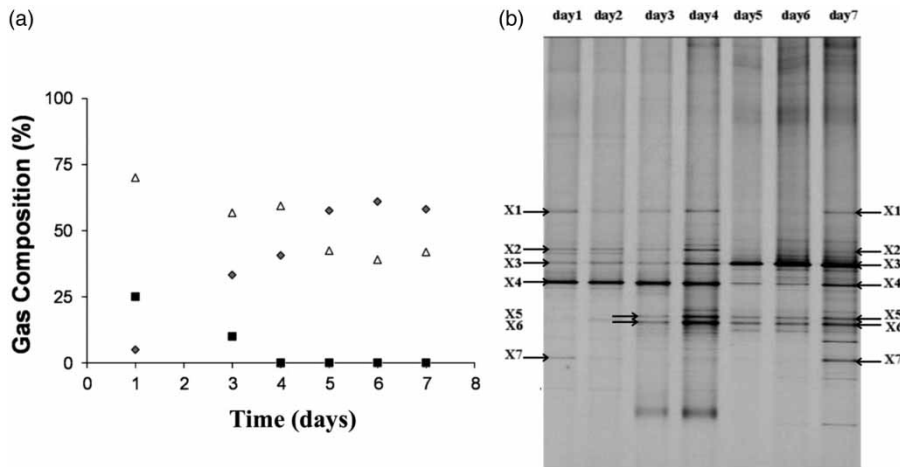 (a)
Gas Composition (%)
100
75
50
25
0
0 1 2 3 4 5 6 7 8
Time (days)
(b)
day1 day2 day3 day4 day5 day6 day7
X1
X2
X3
X4
X5
X6
X7
X1
X2
X3
X4
X5
X6
X7